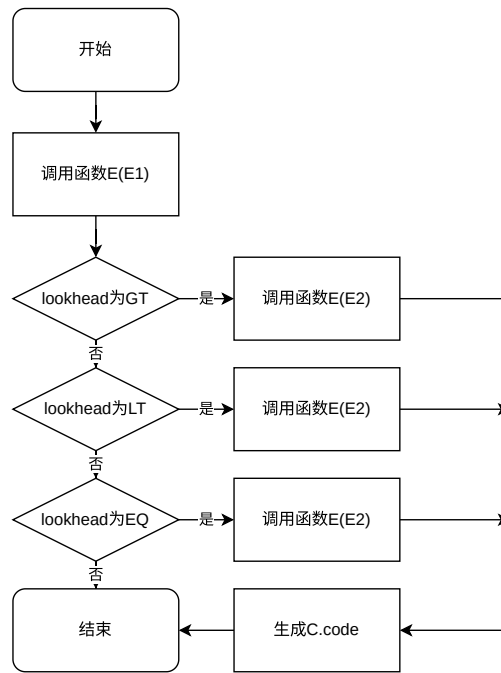 开始
调用函数E(E1)
lookhead为GT
是
调用函数E(E2)
否
lookhead为LT
是
调用函数E(E2)
否
lookhead为EQ
是
调用函数E(E2)
否
结束
生成C.code